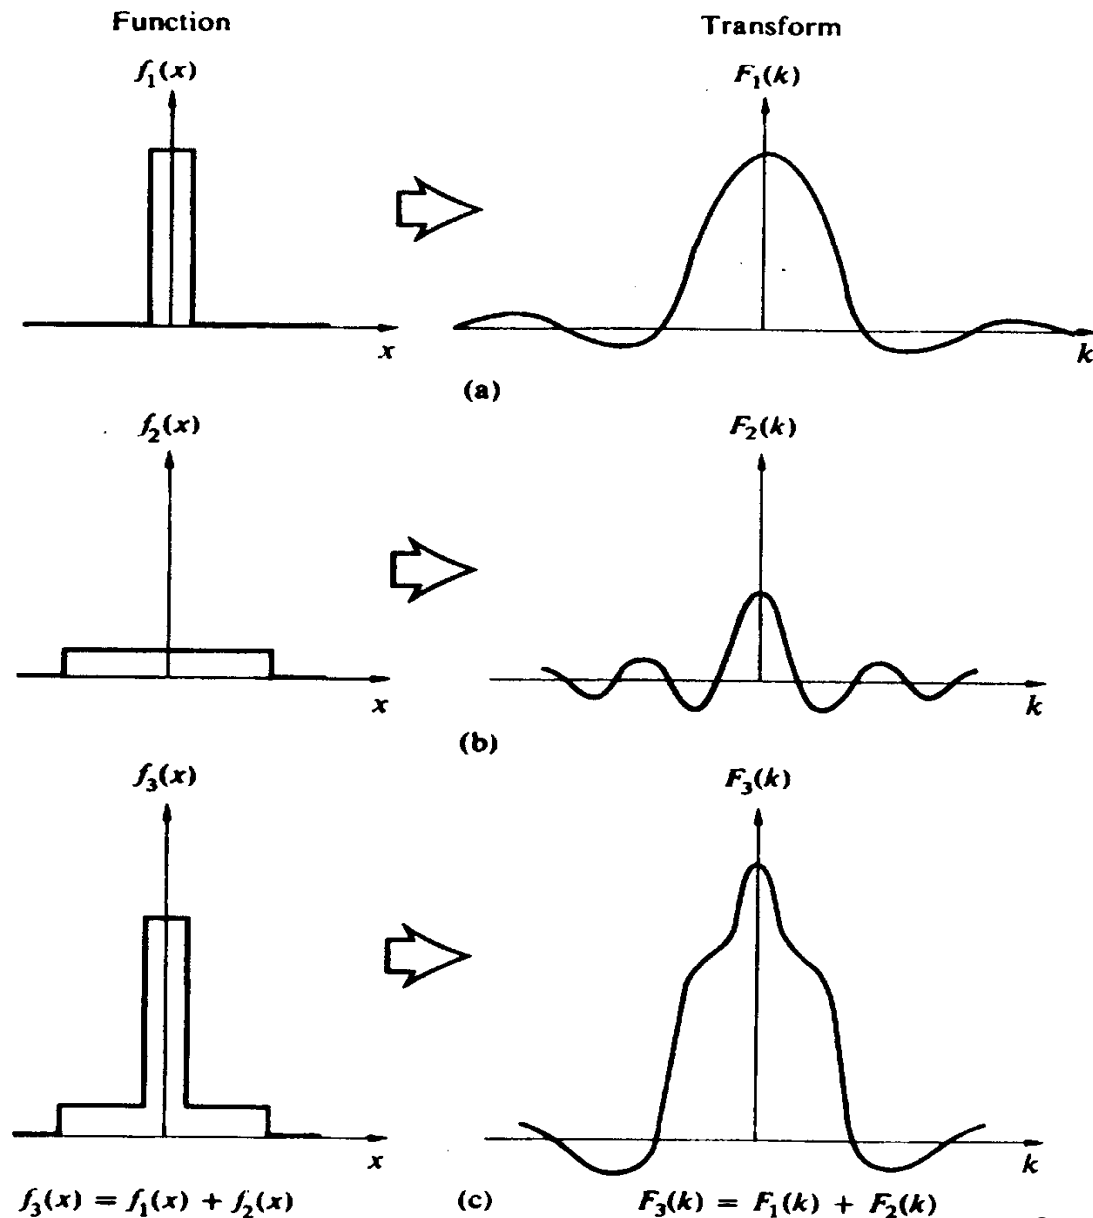 Function
Transform
f₁(x)
F₁(k)
x
k
(a)
f₂(x)
F₂(k)
x
k
(b)
f₃(x)
F₃(k)
x
k
f₃(x) = f₁(x) + f₂(x)
(c)
F₃(k) = F₁(k) + F₂(k)